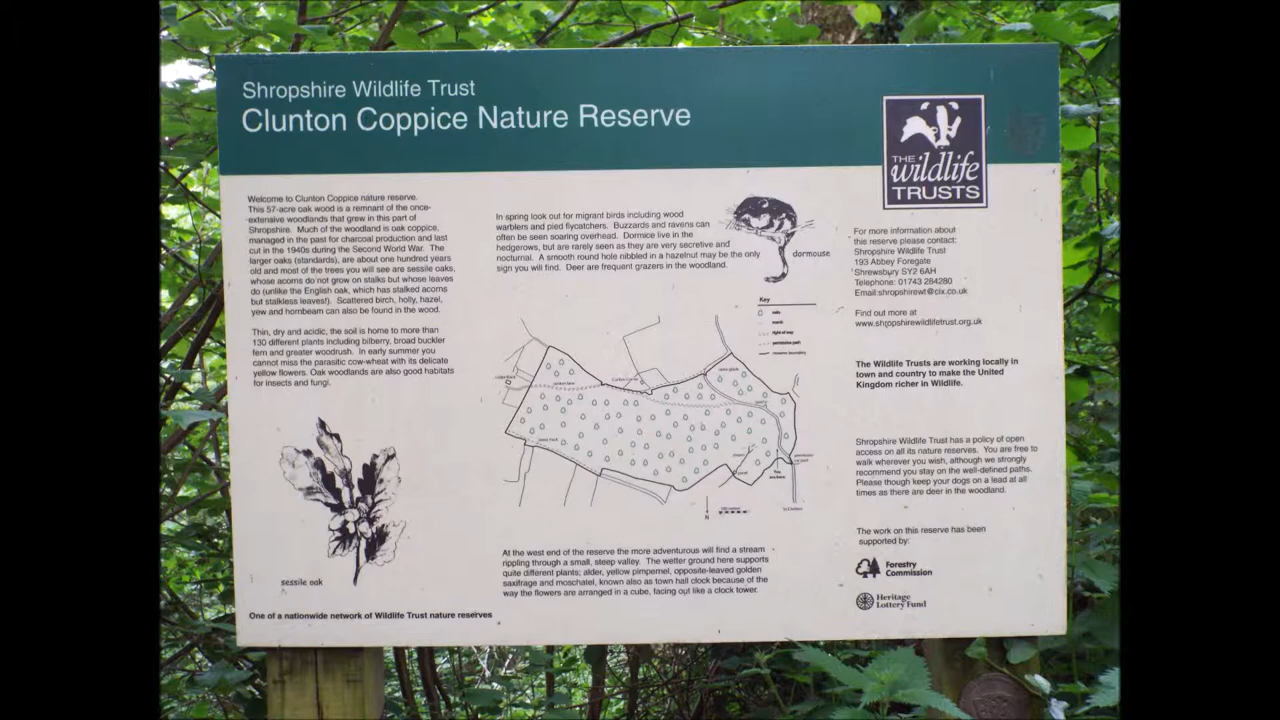 Shropshire Wildlife Trust
Clunton Coppice Nature Reserve
THE
wildlife
TRUSTS
Welcome to Clunton Coppice nature reserve.
This 57-acre oak wood is a remnant of the once-
extensive woodlands that grew in this part of
Shropshire. Much of the woodland is oak coppice,
managed in the past for charcoal production and last
cut in the 1940s during the Second World War. The
larger oaks (standards), are about one hundred years
old and most of the trees you will see are sessile oaks,
whose acorns do not grow on stalks but whose leaves
do (unlike the English oak, which has stalked acorns
but stalkless leaves!). Scattered birch, holly, hazel,
yew and hornbeam can also be found in the wood.
Thin, dry and acidic, the soil is home to more than
130 different plants including bilberry, broad buckler
fern and greater woodrush. In early summer you
cannot miss the parasitic cow-wheat with its delicate
yellow flowers. Oak woodlands are also good habitats
for insects and fungi.
sessile oak
One of a nationwide network of Wildlife Trust nature reserves
In spring look out for migrant birds including wood
warblers and pied flycatchers. Buzzards and ravens can
often be seen soaring overhead. Dormice live in the
hedgerows, but are rarely seen as they are very secretive and
nocturnal. A smooth round hole nibbled in a hazelnut may be the only
sign you will find. Deer are frequent grazers in the woodland.
dormouse
Key
right of way
permissive path
reserve boundary
N
At the west end of the reserve the more adventurous will find a stream
rippling through a small, steep valley. The wetter ground here supports
quite different plants; alder, yellow pimpernel, opposite-leaved golden
saxifrage and moschatel, known also as town hall clock because of the
way the flowers are arranged in a cube, facing out like a clock tower.
For more information about
this reserve please contact:
Shropshire Wildlife Trust
193 Abbey Foregate
Shrewsbury SY2 6AH
Telephone: 01743 284280
Email:shropshirewt@cix.co.uk
Find out more at
www.shropshirewildlifetrust.org.uk
The Wildlife Trusts are working locally in
town and country to make the United
Kingdom richer in Wildlife.
Shropshire Wildlife Trust has a policy of open
access on all its nature reserves. You are free to
walk wherever you wish, although we strongly
recommend you stay on the well-defined paths.
Please though keep your dogs on a lead at all
times as there are deer in the woodland.
The work on this reserve has been
supported by:
Forestry
Commission
Heritage
Lottery Fund